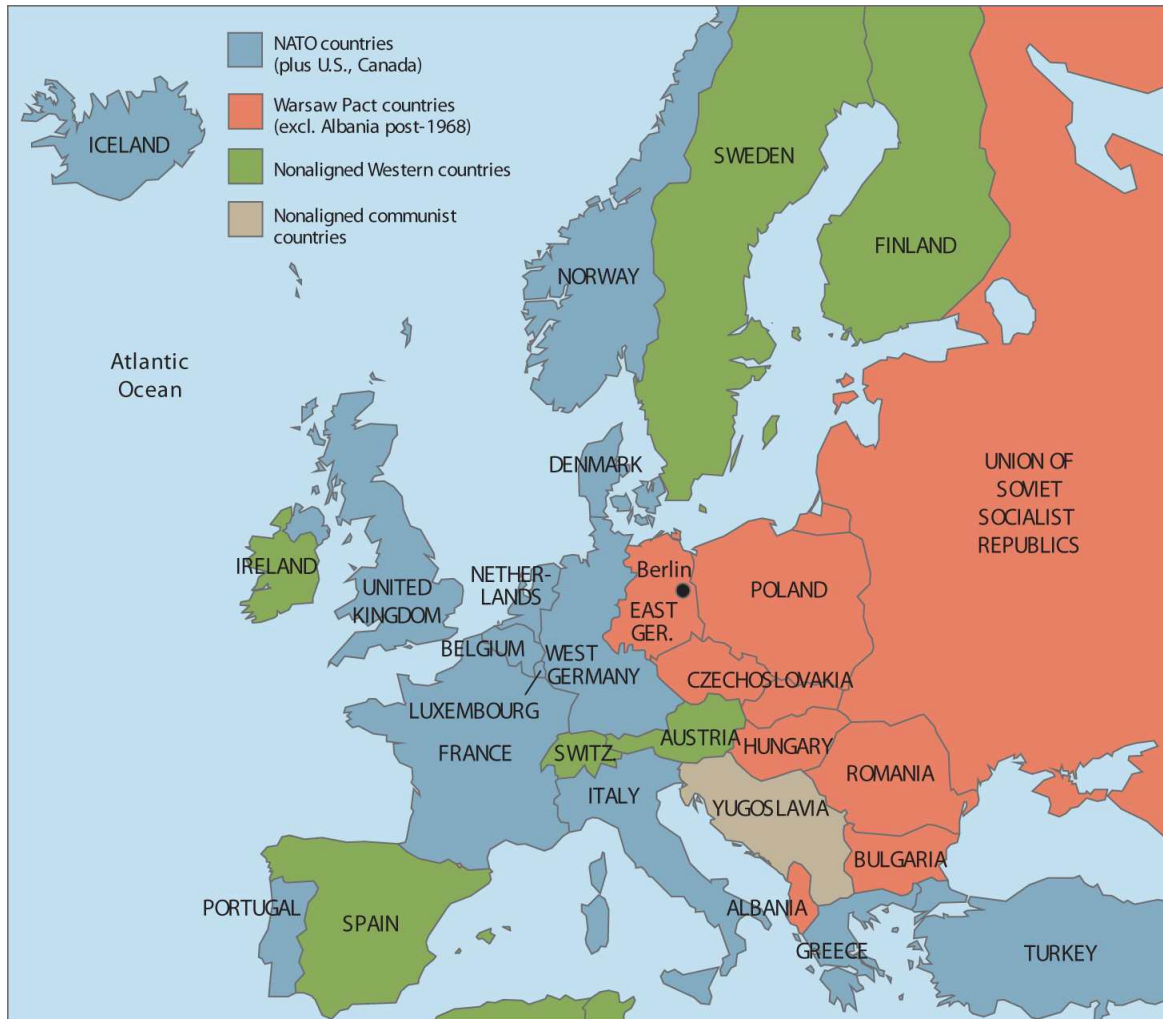 NATO countries
(plus U.S., Canada)
Warsaw Pact countries
(excl. Albania post-1968)
Nonaligned Western countries
Nonaligned communist
countries
ICELAND
SWEDEN
FINLAND
NORWAY
Atlantic
Ocean
DENMARK
UNION OF
SOVIET
SOCIALIST
REPUBLICS
IRELAND
UNITED
KINGDOM
NETHER-
LANDS
Berlin
EAST
GER.
POLAND
BELGIUM
WEST
GERMANY
CZECHOSLOVAKIA
LUXEMBOURG
FRANCE
SWITZ.
AUSTRIA
HUNGARY
ROMANIA
ITALY
YUGOSLAVIA
BULGARIA
PORTUGAL
SPAIN
ALBANIA
GREECE
TURKEY